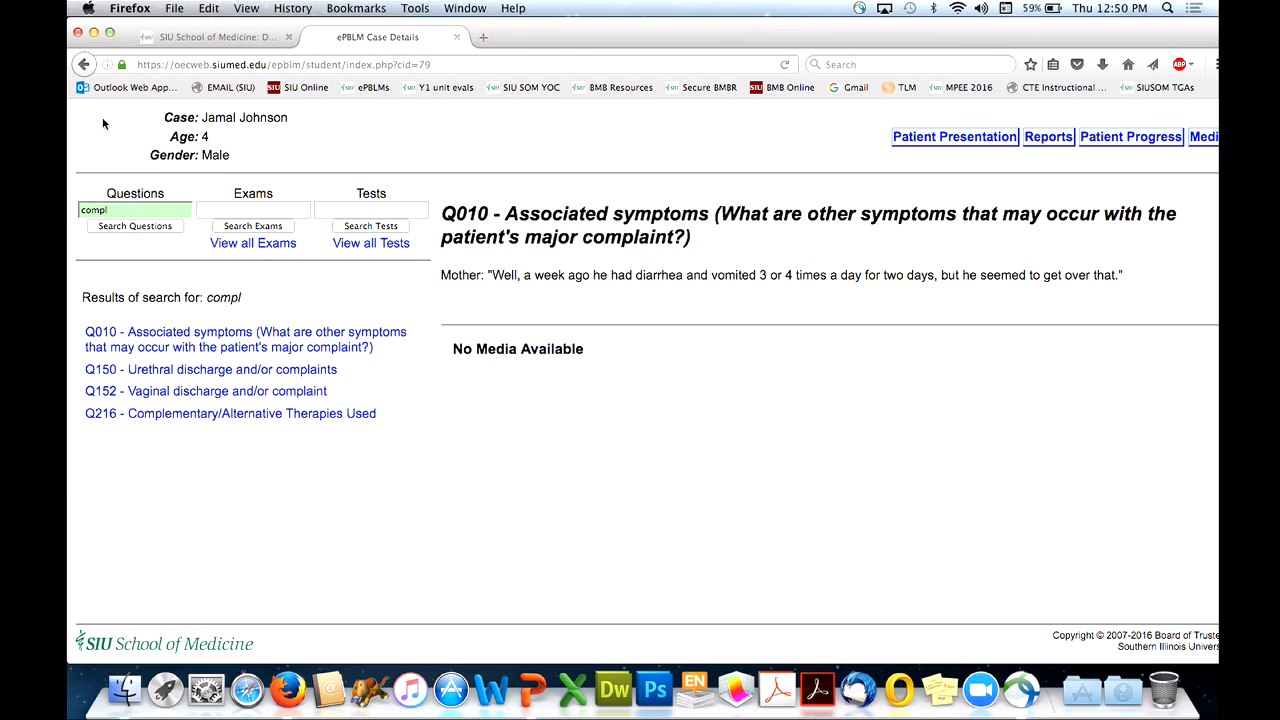 Firefox File Edit View History Bookmarks Tools Window Help 59% Thu 12:50 PM
SIU School of Medicine: D... ePBLM Case Details
https://oecweb.siumed.edu/epblm/student/index.php?cid=79 Search ABP
Outlook Web App... EMAIL (SIU) SIU Online ePBLMs Y1 unit evals SIU SOM YOC BMB Resources Secure BMBR BMB Online Gmail TLM MPEE 2016 CTE Instructional ... SIUSOM TGAs
Case: Jamal Johnson
Age: 4
Gender: Male
Patient Presentation Reports Patient Progress Medi
Questions Exams Tests
compl
Search Questions Search Exams Search Tests
View all Exams View all Tests
Results of search for: compl
Q010 - Associated symptoms (What are other symptoms
that may occur with the patient's major complaint?)
Q150 - Urethral discharge and/or complaints
Q152 - Vaginal discharge and/or complaint
Q216 - Complementary/Alternative Therapies Used
Q010 - Associated symptoms (What are other symptoms that may occur with the
patient's major complaint?)
Mother: "Well, a week ago he had diarrhea and vomited 3 or 4 times a day for two days, but he seemed to get over that."
No Media Available
SIU School of Medicine
Copyright © 2007-2016 Board of Truste
Southern Illinois Univers
Dw Ps EN